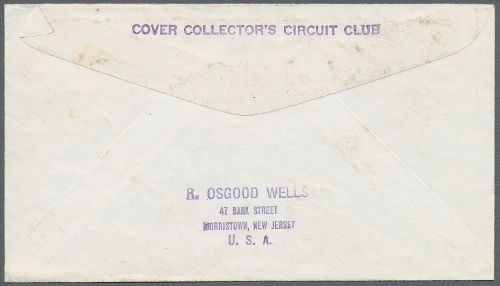 COVER COLLECTOR'S CIRCUIT CLUB
R. OSGOOD WELLS
47 BANK STREET
MORRISTOWN, NEW JERSEY
U. S. A.